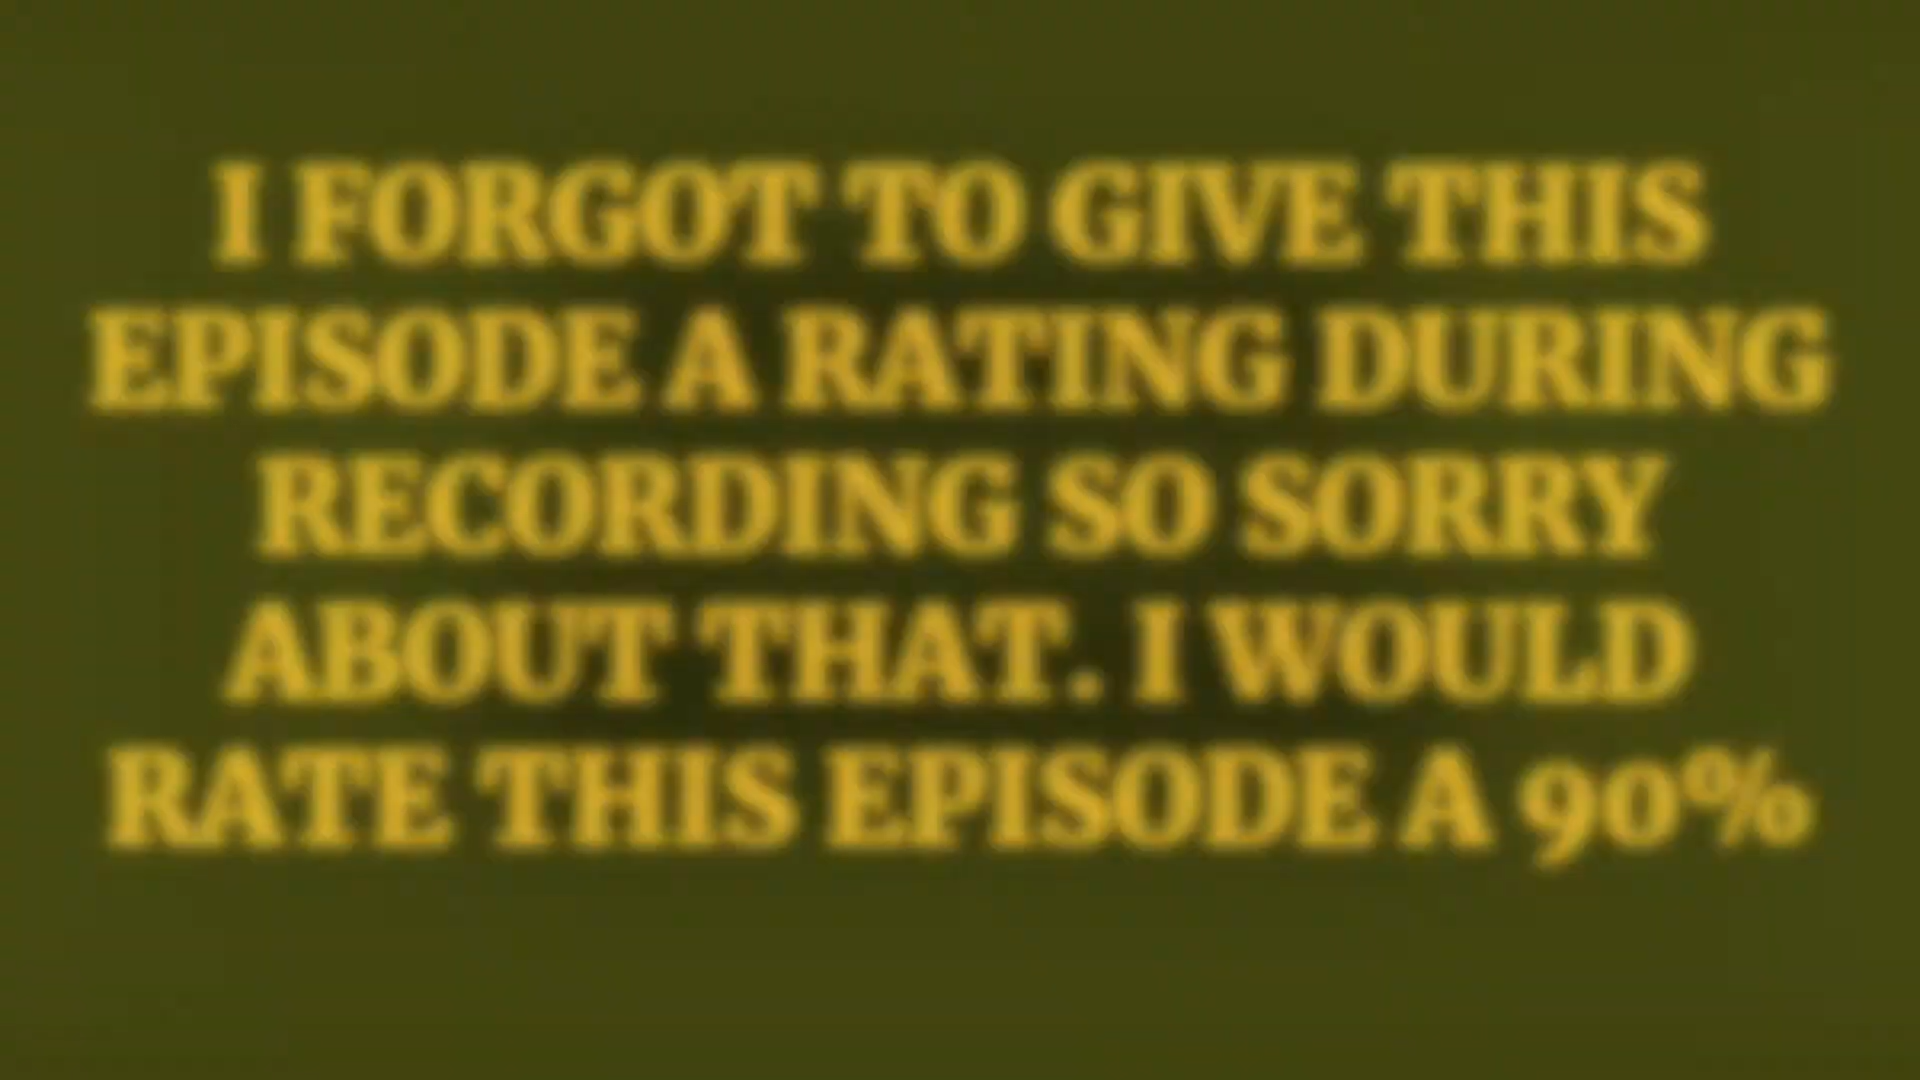 I FORGOT TO GIVE THIS
EPISODE A RATING DURING
RECORDING SO SORRY
ABOUT THAT. I WOULD
RATE THIS EPISODE A 90%